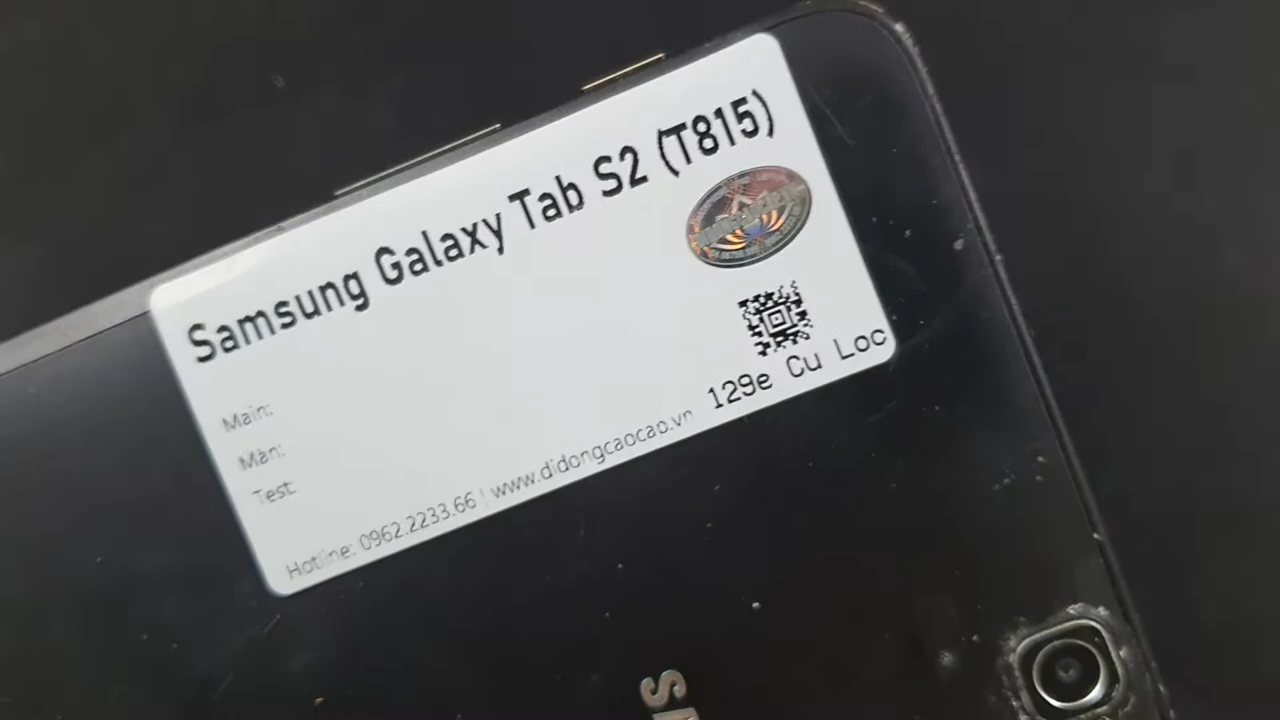 Samsung Galaxy Tab S2 (T815)
Main:
Màn:
Test:
129e Cu Loc
Hotline: 0962.2233.66 | www.didongcaocao.vn